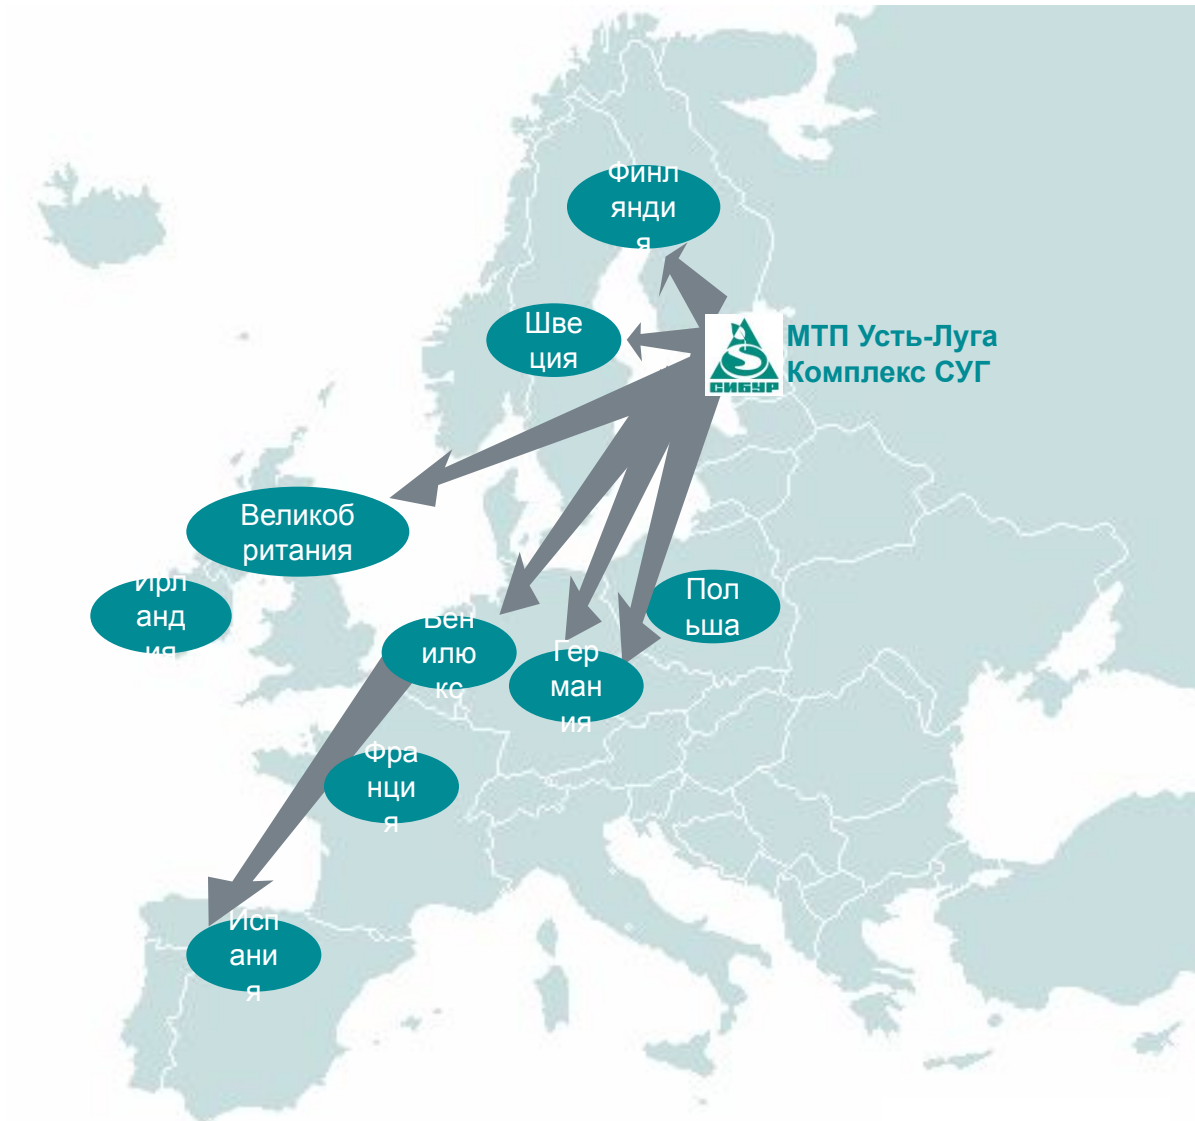 Финл
янди
я
Шве
ция
МТП Усть-Луга
Комплекс СУГ
СИБУР
Великоб
ритания
Ирл
анд
ия
Бен
илю
кс
Гер
ман
ия
Пол
ьша
Фра
нци
я
Исп
ани
я